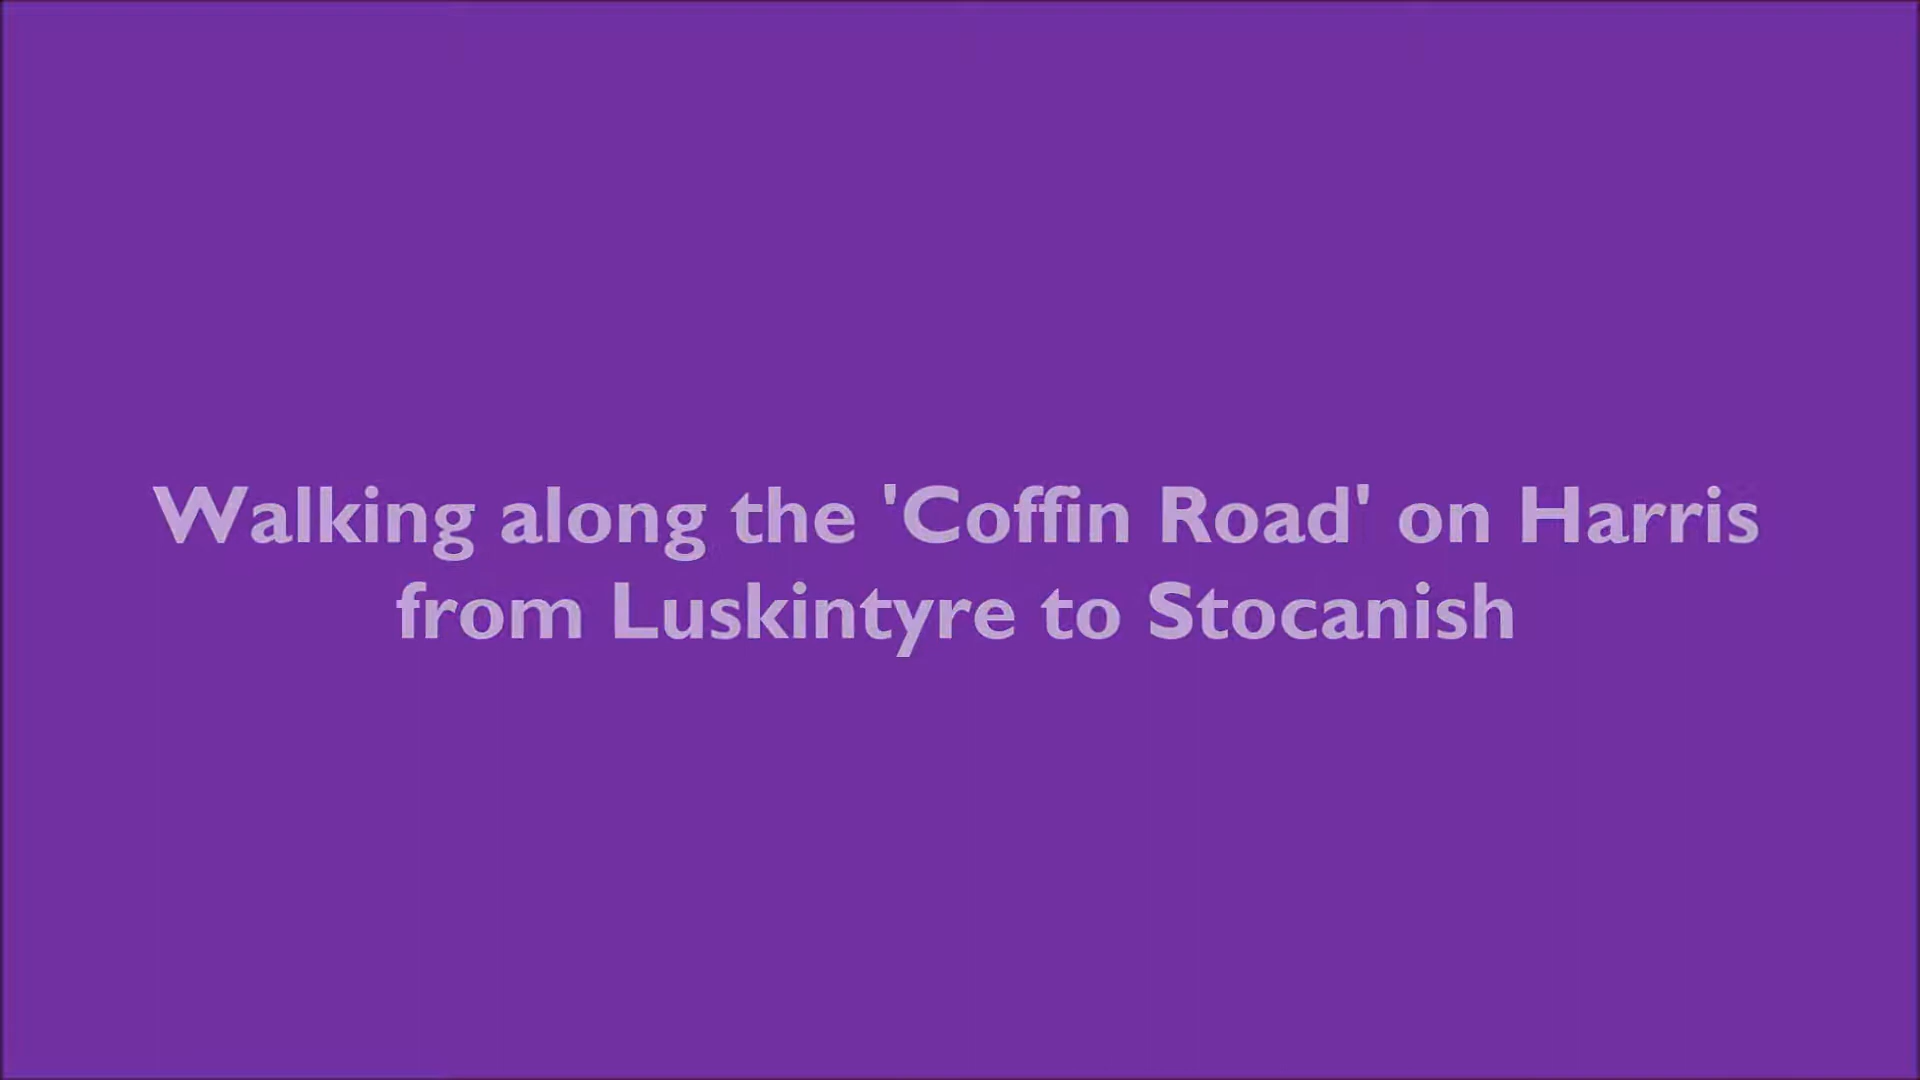 Walking along the 'Coffin Road' on Harris
from Luskintyre to Stocanish